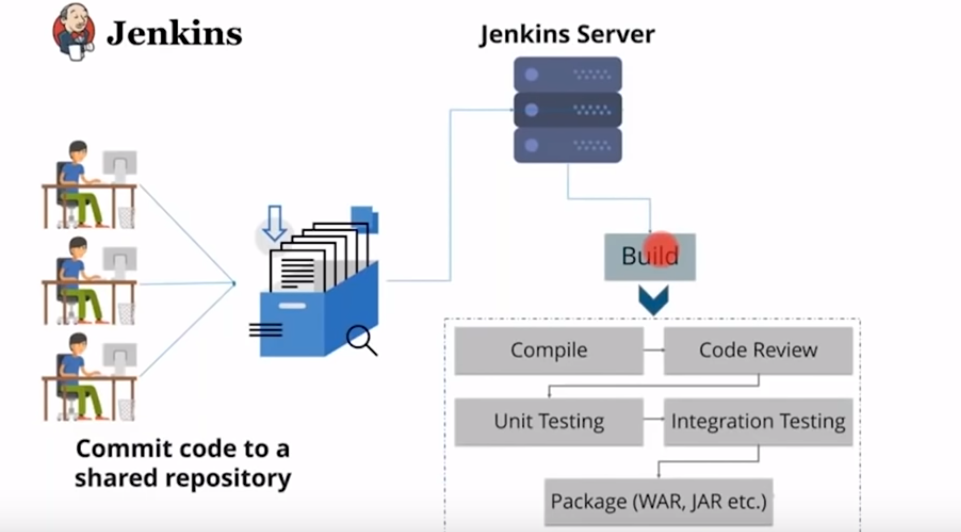 Jenkins
Jenkins Server
Build
Compile
Code Review
Unit Testing
Integration Testing
Package (WAR, JAR etc.)
Commit code to a
shared repository